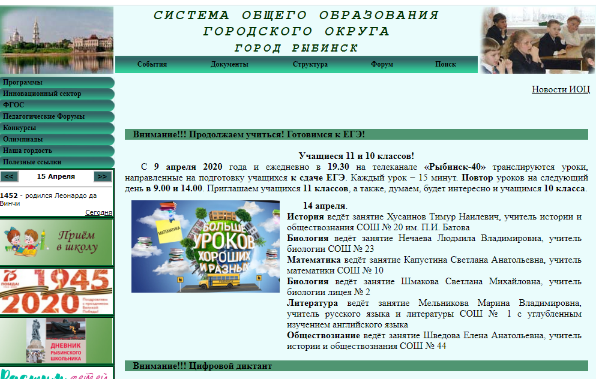 СИСТЕМА ОБЩЕГО ОБРАЗОВАНИЯ
ГОРОДСКОГО ОКРУГА
ГОРОД РЫБИНСК
События Документы Структура Форум Поиск
Программы
Инновационный сектор
ФГОС
Педагогические Форумы
Конкурсы
Олимпиады
Наша гордость
Полезные ссылки
<< 15 Апреля >>
1452 - родился Леонардо да
Винчи
Сегодня
Приём
в школу
75
1945
2020
ДНЕВНИК
РЫБИНСКОГО
ШКОЛЬНИКА
Новости ИОЦ
Внимание!!! Продолжаем учиться! Готовимся к ЕГЭ!
Учащиеся 11 и 10 классов!
С 9 апреля 2020 года и ежедневно в 19.30 на телеканале «Рыбинск-40» транслируются уроки,
направленные на подготовку учащихся к сдаче ЕГЭ. Каждый урок – 15 минут. Повтор уроков на следующий
день в 9.00 и 14.00. Приглашаем учащихся 11 классов, а также, думаем, будет интересно и учащимся 10 класса.
МАТЕМАТИКА
БОЛЬШЕ
УРОКОВ
ХОРОШИХ
И РАЗНЫХ
14 апреля.
История ведёт занятие Хусаинов Тимур Наилевич, учитель истории и
обществознания СОШ № 20 им. П.И. Батова
Биология ведёт занятие Нечаева Людмила Владимировна, учитель
биологии СОШ № 23
Математика ведёт занятие Капустина Светлана Анатольевна, учитель
математики СОШ № 10
Биология ведёт занятие Шмакова Светлана Михайловна, учитель
биологии лицея № 2
Литература ведёт занятие Мельникова Марина Владимировна,
учитель русского языка и литературы СОШ № 1 с углубленным
изучением английского языка
Обществознание ведёт занятие Шведова Елена Анатольевна, учитель
истории и обществознания СОШ № 44
Внимание!!! Цифровой диктант